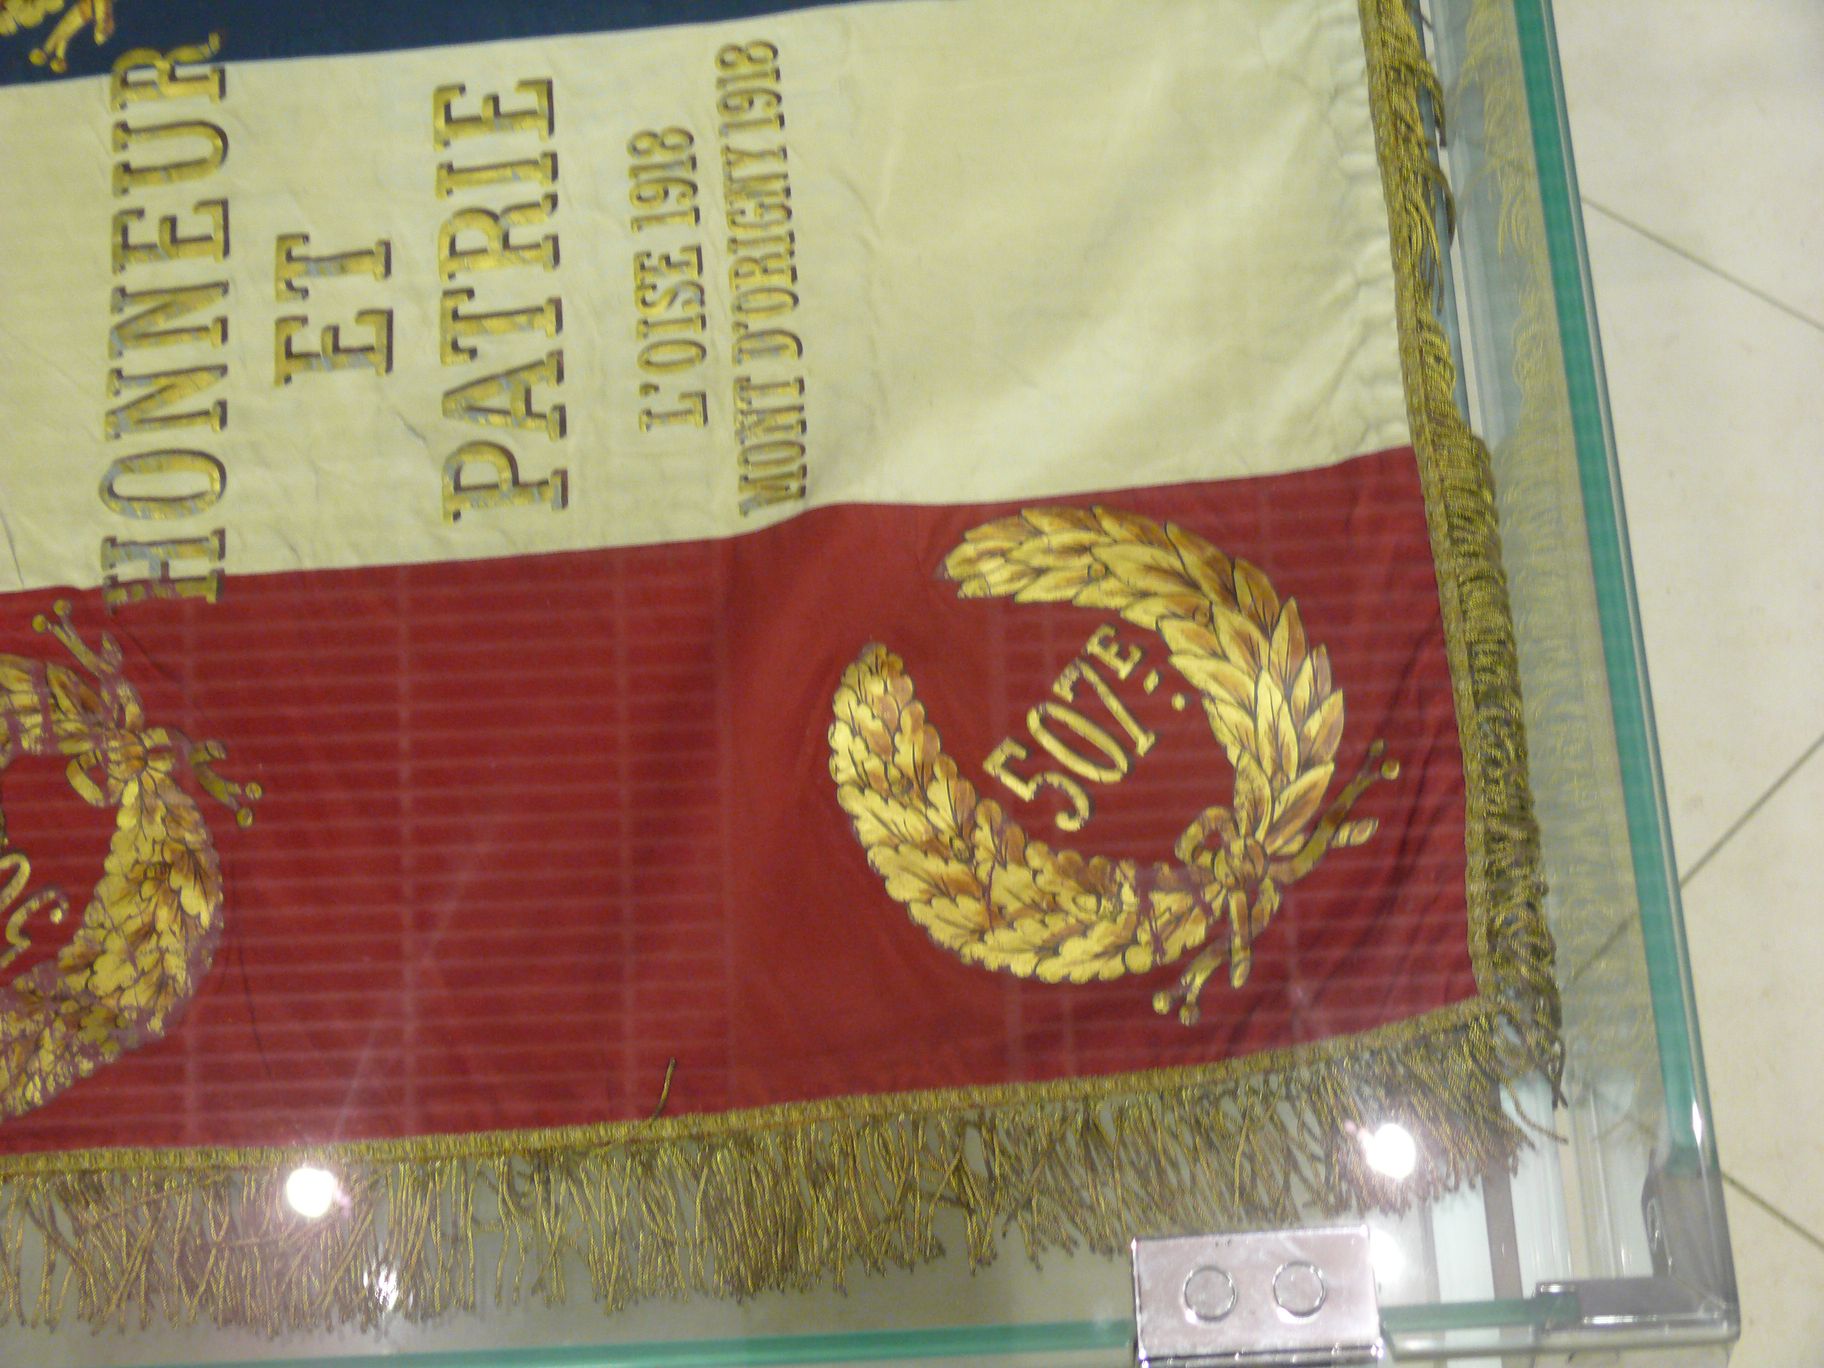 HONNEUR
ET
PATRIE
L'OISE 1918
MONT D'ORIGNY 1918
507E.